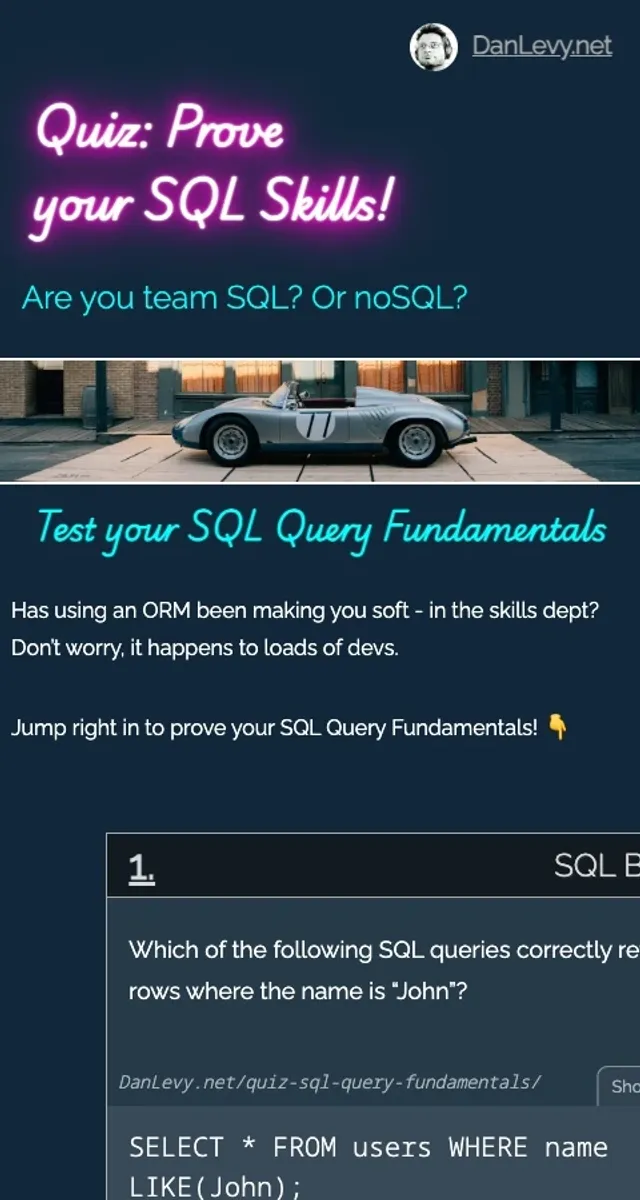 DanLevy.net
Quiz: Prove
your SQL Skills!
Are you team SQL? Or noSQL?
77
Test your SQL Query Fundamentals
Has using an ORM been making you soft - in the skills dept?
Don't worry, it happens to loads of devs.
Jump right in to prove your SQL Query Fundamentals! 👇
1.
SQL B
Which of the following SQL queries correctly re
rows where the name is “John”?
DanLevy.net/quiz-sql-query-fundamentals/
Sho
SELECT * FROM users WHERE name
LIKE(John);